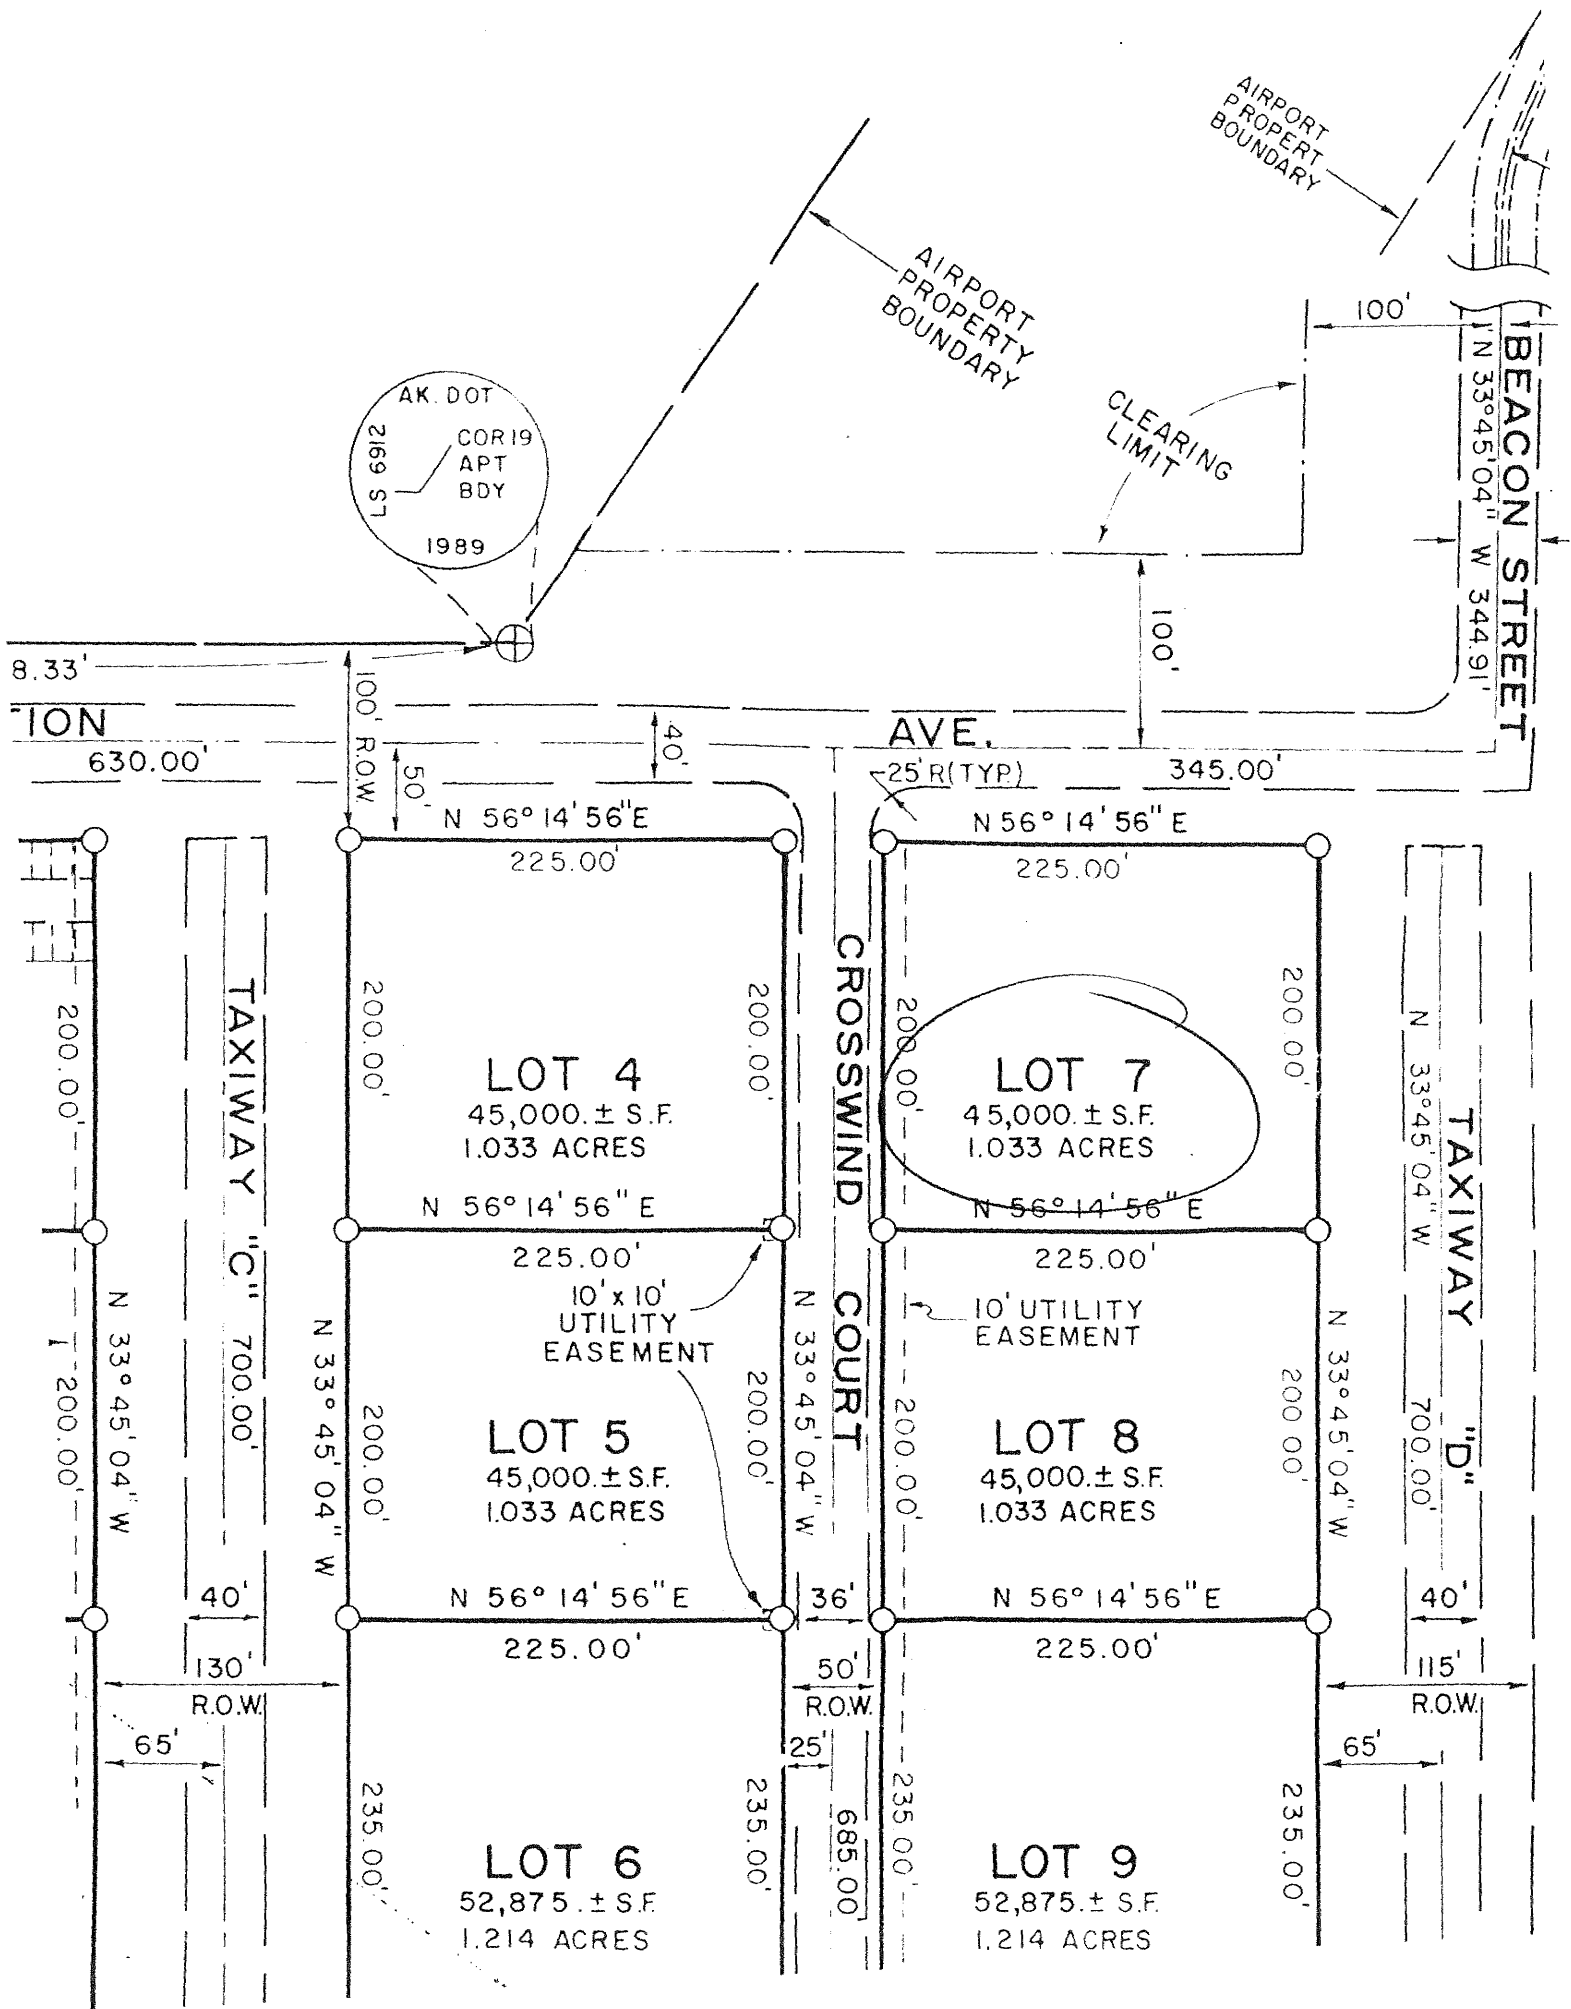 AIRPORT
PROPERT
BOUNDARY
AIRPORT
PROPERTY
BOUNDARY
100'
BEACON STREET
N 33°45'04" W 344.91'
CLEARING
LIMIT
AK. DOT
COR 19
APT
BDY
2169 S
1989
100'
8.33'
100' R.O.W.
-ION
AVE.
40'
630.00'
50'
25' R (TYP.)
345.00'
N 56° 14' 56" E
225.00'
N 56° 14' 56" E
225.00'
200.00'
TAXIWAY "C" 700.00'
200.00'
LOT 4
45,000.± S.F.
1.033 ACRES
200.00'
CROSSWIND COURT
200.00'
LOT 7
45,000.± S.F.
1.033 ACRES
200.00'
N 33°45'04" W 700.00'
TAXIWAY "D"
N 56° 14' 56" E
225.00'
N 56° 14' 56" E
225.00'
10' x 10'
UTILITY
EASEMENT
10' UTILITY
EASEMENT
200.00'
N 33°45'04" W
N 33°45'04" W
200.00'
LOT 5
45,000.± S.F.
1.033 ACRES
200.00'
N 33°45'04" W
200.00'
LOT 8
45,000.± S.F.
1.033 ACRES
200.00'
N 33°45'04" W
40'
N 56° 14' 56" E
225.00'
36'
N 56° 14' 56" E
225.00'
40'
130'
R.O.W.
50'
R.O.W.
115'
R.O.W.
65'
25'
65'
235.00'
LOT 6
52,875.± S.F.
1.214 ACRES
235.00'
685.00'
235.00'
LOT 9
52,875.± S.F.
1.214 ACRES
235.00'